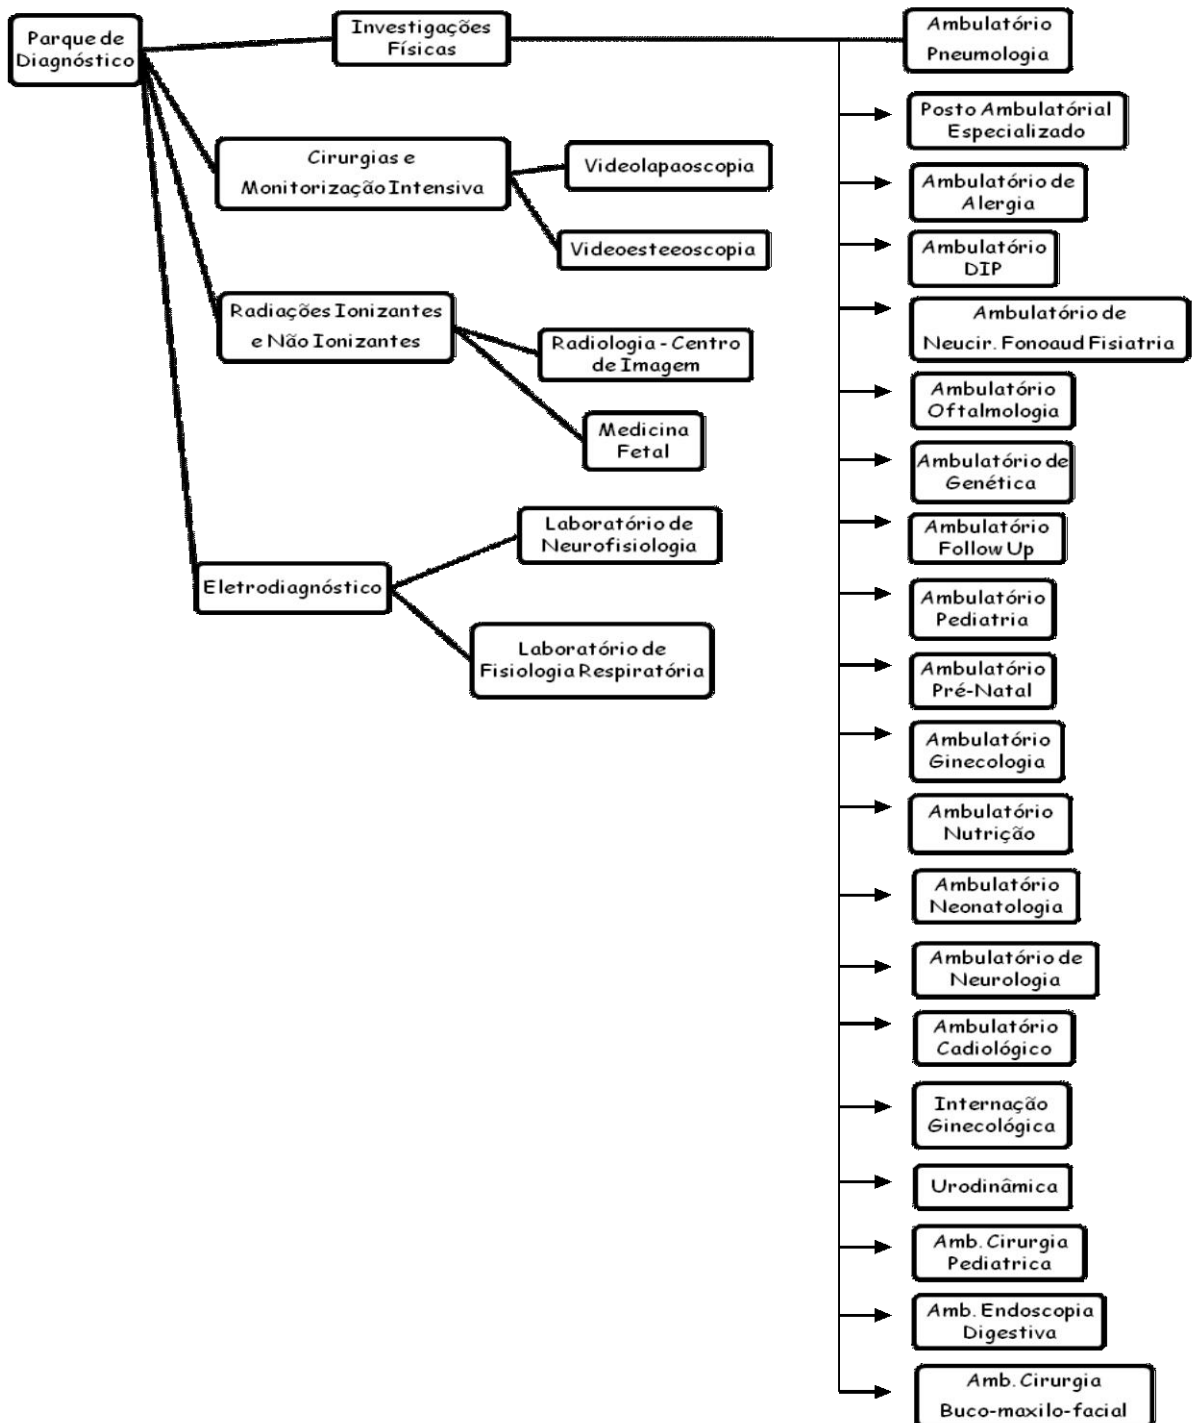 Parque de
Diagnóstico
Investigações
Físicas
Cirurgias e
Monitorização Intensiva
Videolapaoscopia
Videoesteeoscopia
Radiações Ionizantes
e Não Ionizantes
Radiologia - Centro
de Imagem
Medicina
Fetal
Eletrodiagnóstico
Laboratório de
Neurofisiologia
Laboratório de
Fisiologia Respiratória
Ambulatório
Pneumologia
Posto Ambulatórial
Especializado
Ambulatório de
Alergia
Ambulatório
DIP
Ambulatório de
Neucir. Fonoaud Fisiatria
Ambulatório
Oftalmologia
Ambulatório de
Genética
Ambulatório
Follow Up
Ambulatório
Pediatria
Ambulatório
Pré-Natal
Ambulatório
Ginecologia
Ambulatório
Nutrição
Ambulatório
Neonatologia
Ambulatório de
Neurologia
Ambulatório
Cadiológico
Internação
Ginecológica
Urodinâmica
Amb. Cirurgia
Pediatrica
Amb. Endoscopia
Digestiva
Amb. Cirurgia
Buco-maxilo-facial